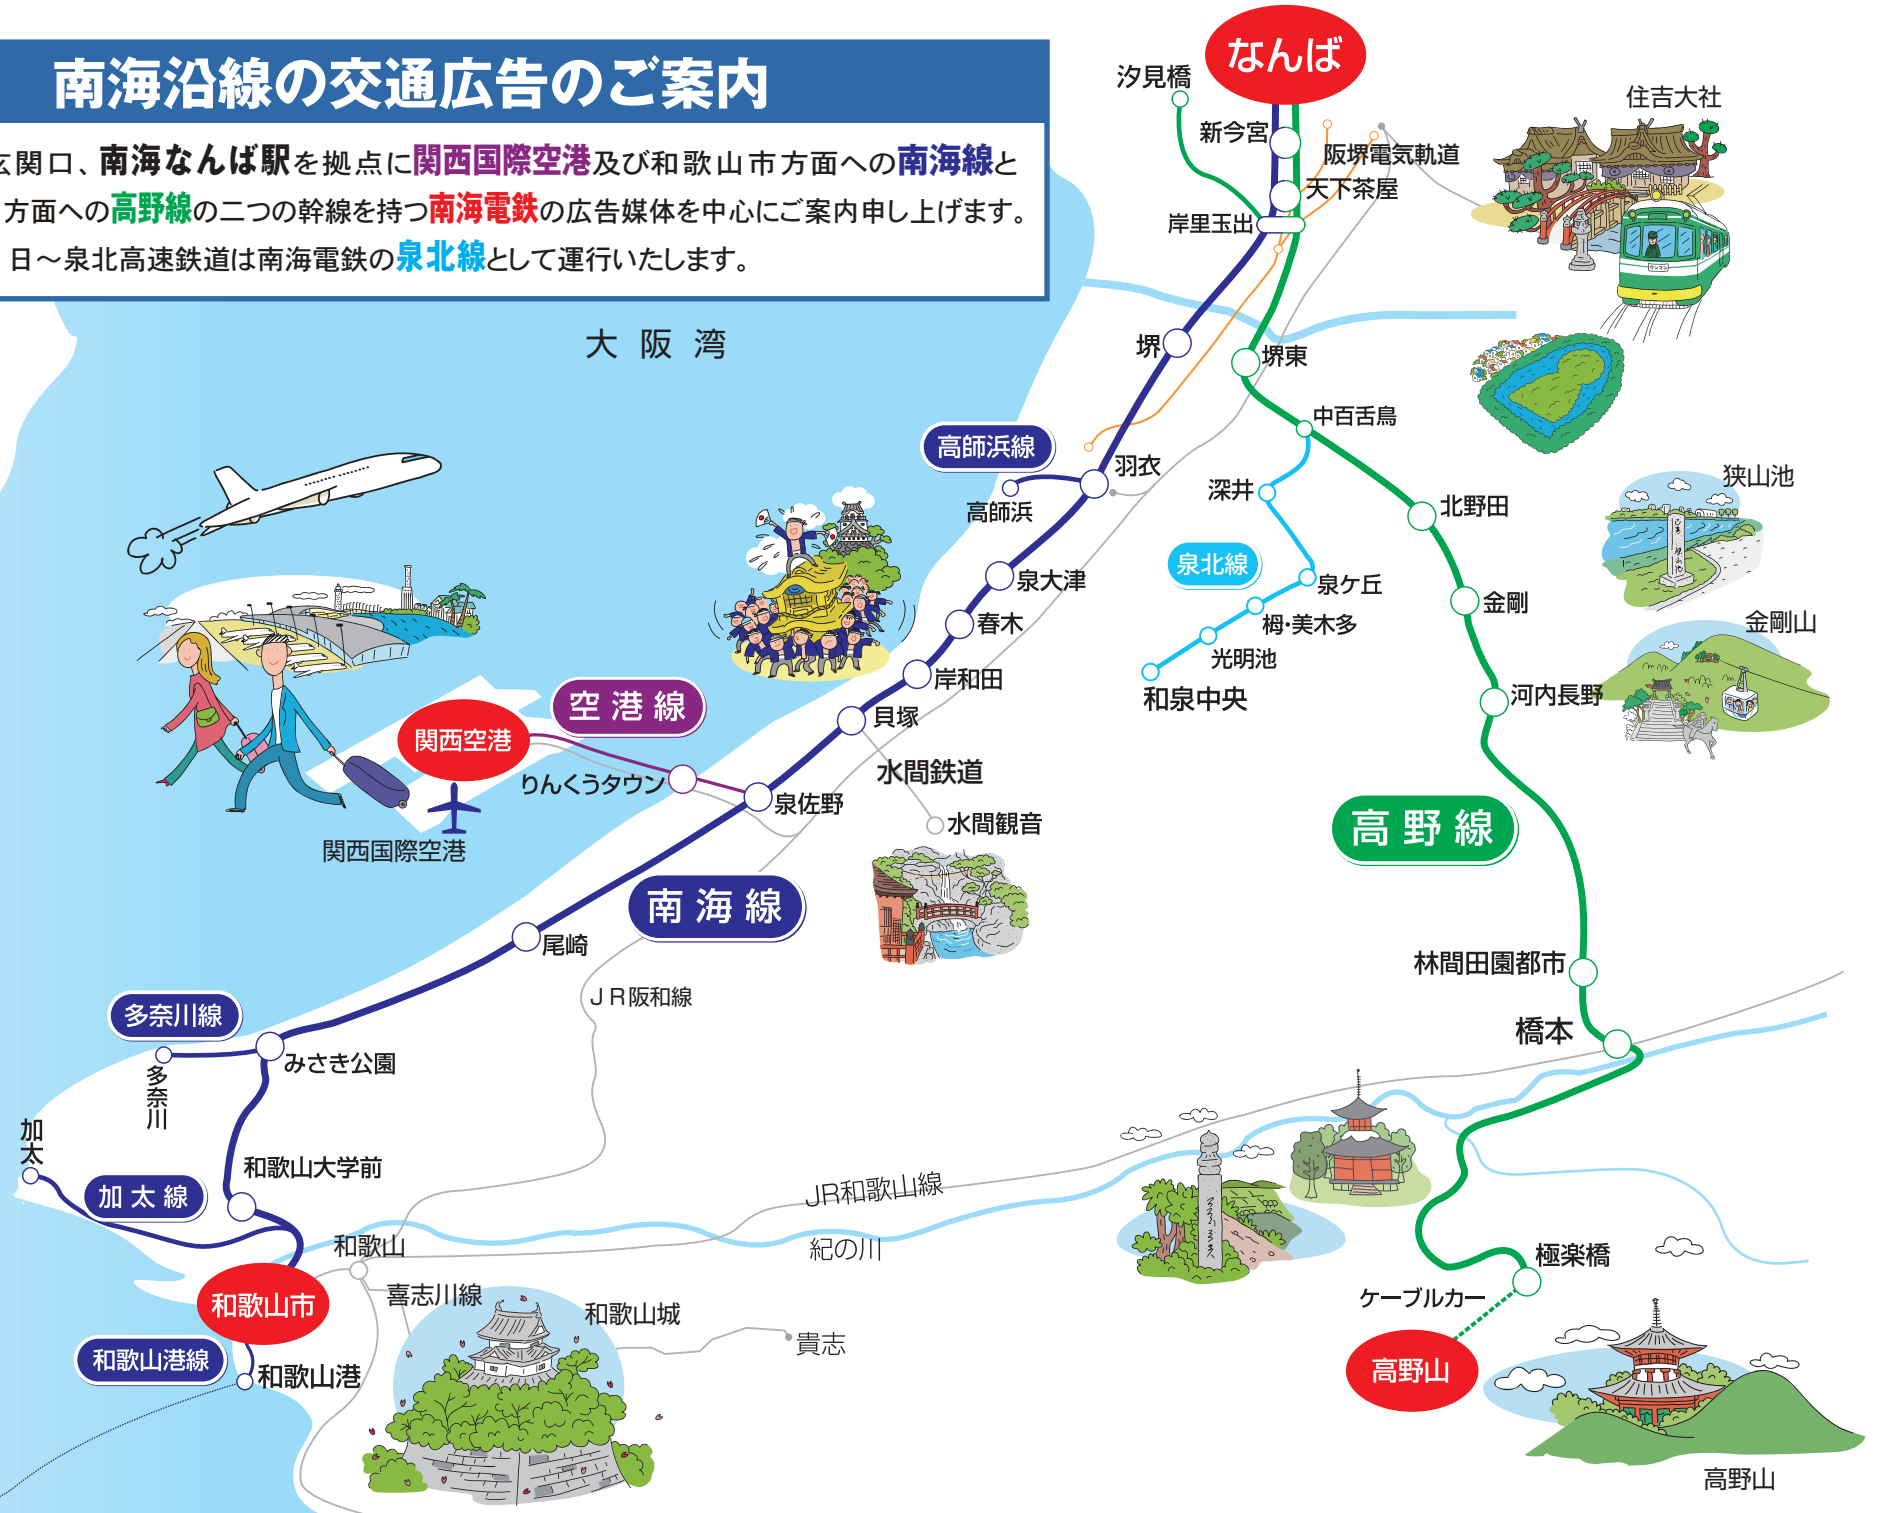 南海沿線の交通広告のご案内
玄関口、南海なんば駅を拠点に関西国際空港及び和歌山市方面への南海線と
方面への高野線の二つの幹線を持つ南海電鉄の広告媒体を中心にご案内申し上げます。
日～泉北高速鉄道は南海電鉄の泉北線として運行いたします。
なんば
汐見橋
新今宮
阪堺電気軌道
天下茶屋
岸里玉出
住吉大社
ワンマン
大阪湾
堺
堺東
中百舌鳥
高師浜線
羽衣
高師浜
深井
北野田
狭山池
泉北線
泉大津
泉ケ丘
金剛
春木
栂・美木多
金剛山
光明池
岸和田
和泉中央
河内長野
空港線
貝塚
関西空港
りんくうタウン
水間鉄道
泉佐野
水間観音
高野線
関西国際空港
南海線
尾崎
林間田園都市
JR阪和線
多奈川線
橋本
みさき公園
多奈川
加太
和歌山大学前
加太線
JR和歌山線
和歌山
紀の川
極楽橋
喜志川線
ケーブルカー
和歌山市
和歌山城
貴志
和歌山港線
和歌山港
高野山
高野山